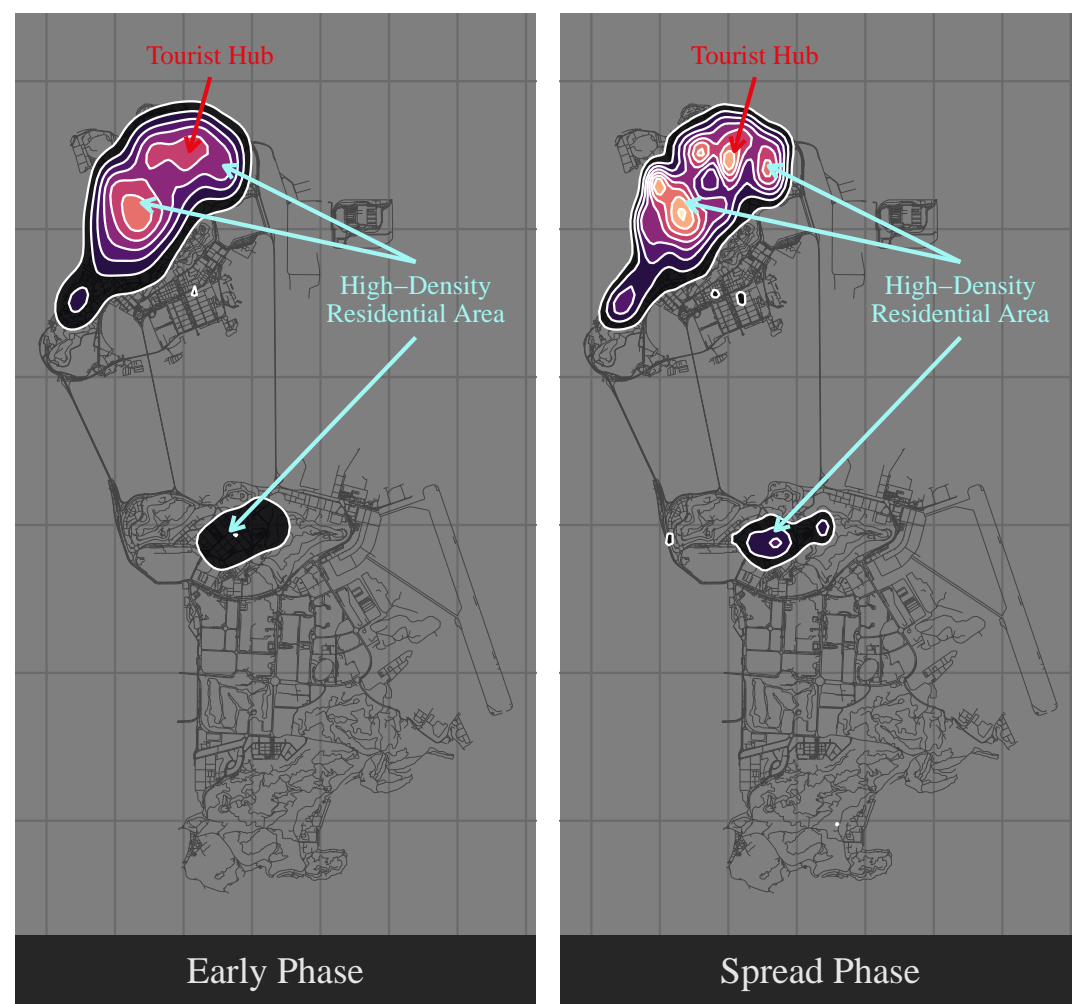 Tourist Hub
High−Density
Residential Area
Early Phase
Tourist Hub
High−Density
Residential Area
Spread Phase